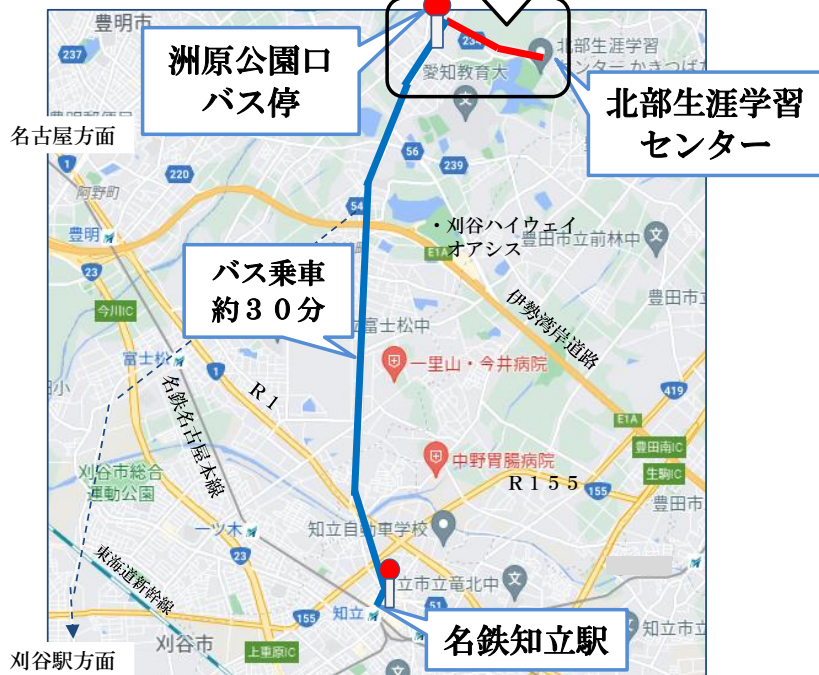 豊明市
237
洲原公園口
バス停
234
北部生涯学習
センター かきつばた
愛知教育大
北部生涯学習
センター
名古屋方面
1
220
56
239
阿野町
豊明
54
・刈谷ハイウェイ
オアシス
豊田市立前林中
E1A
23
今川IC
バス乗車
約３０分
富士松中
伊勢湾岸道路
豊田市立
富士松
1
一里山・今井病院
R１
名鉄名古屋本線
419
E1A
豊田南IC
生駒IC
中野胃腸病院
R１５５
155
豊田市
刈谷市総合
運動公園
一ツ木
知立自動車学校
23
東海道新幹線
立市立竜北中
51
155
知立
知立市立
刈谷市
上重原IC
名鉄知立駅
刈谷駅方面